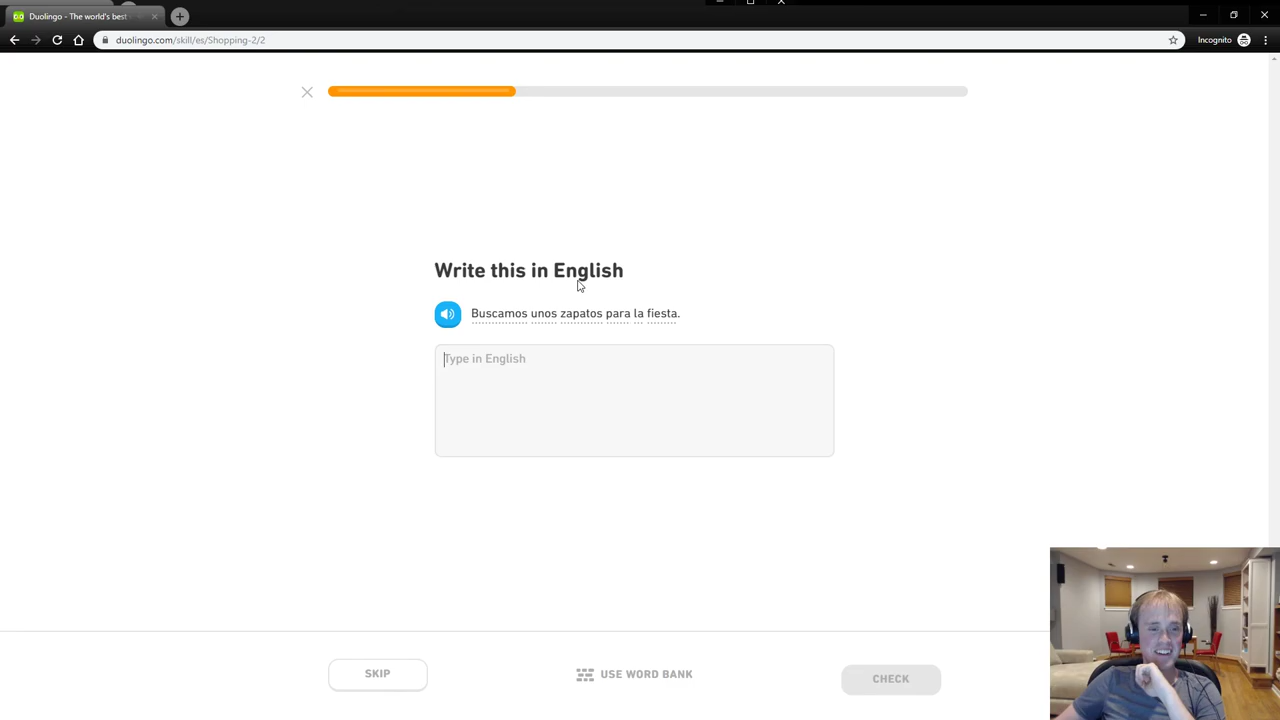 Duolingo - The world's best
duolingo.com/skill/es/Shopping-2/2
Incognito
Write this in English
Buscamos unos zapatos para la fiesta.
Type in English
SKIP
USE WORD BANK
CHECK